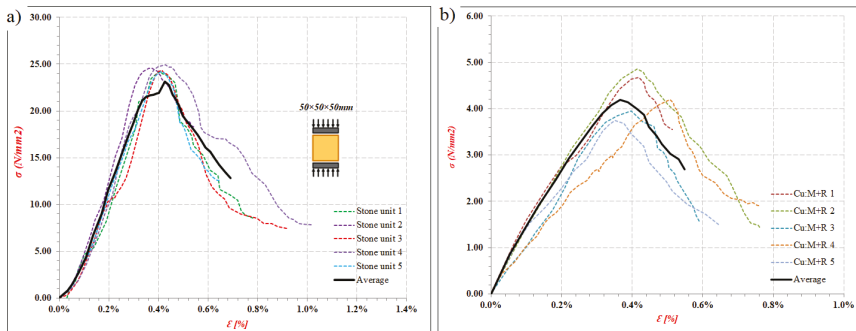 a)
30.00
25.00
20.00
15.00
10.00
5.00
0.00
σ (N/mm2)
0.0% 0.2% 0.4% 0.6% 0.8% 1.0% 1.2% 1.4%
Ɛ [%]
50×50×50mm
Stone unit 1
Stone unit 2
Stone unit 3
Stone unit 4
Stone unit 5
Average
b)
6.00
5.00
4.00
3.00
2.00
1.00
0.00
σ (N/mm2)
0.0% 0.2% 0.4% 0.6% 0.8%
Ɛ [%]
Cu:M+R 1
Cu:M+R 2
Cu:M+R 3
Cu:M+R 4
Cu:M+R 5
Average